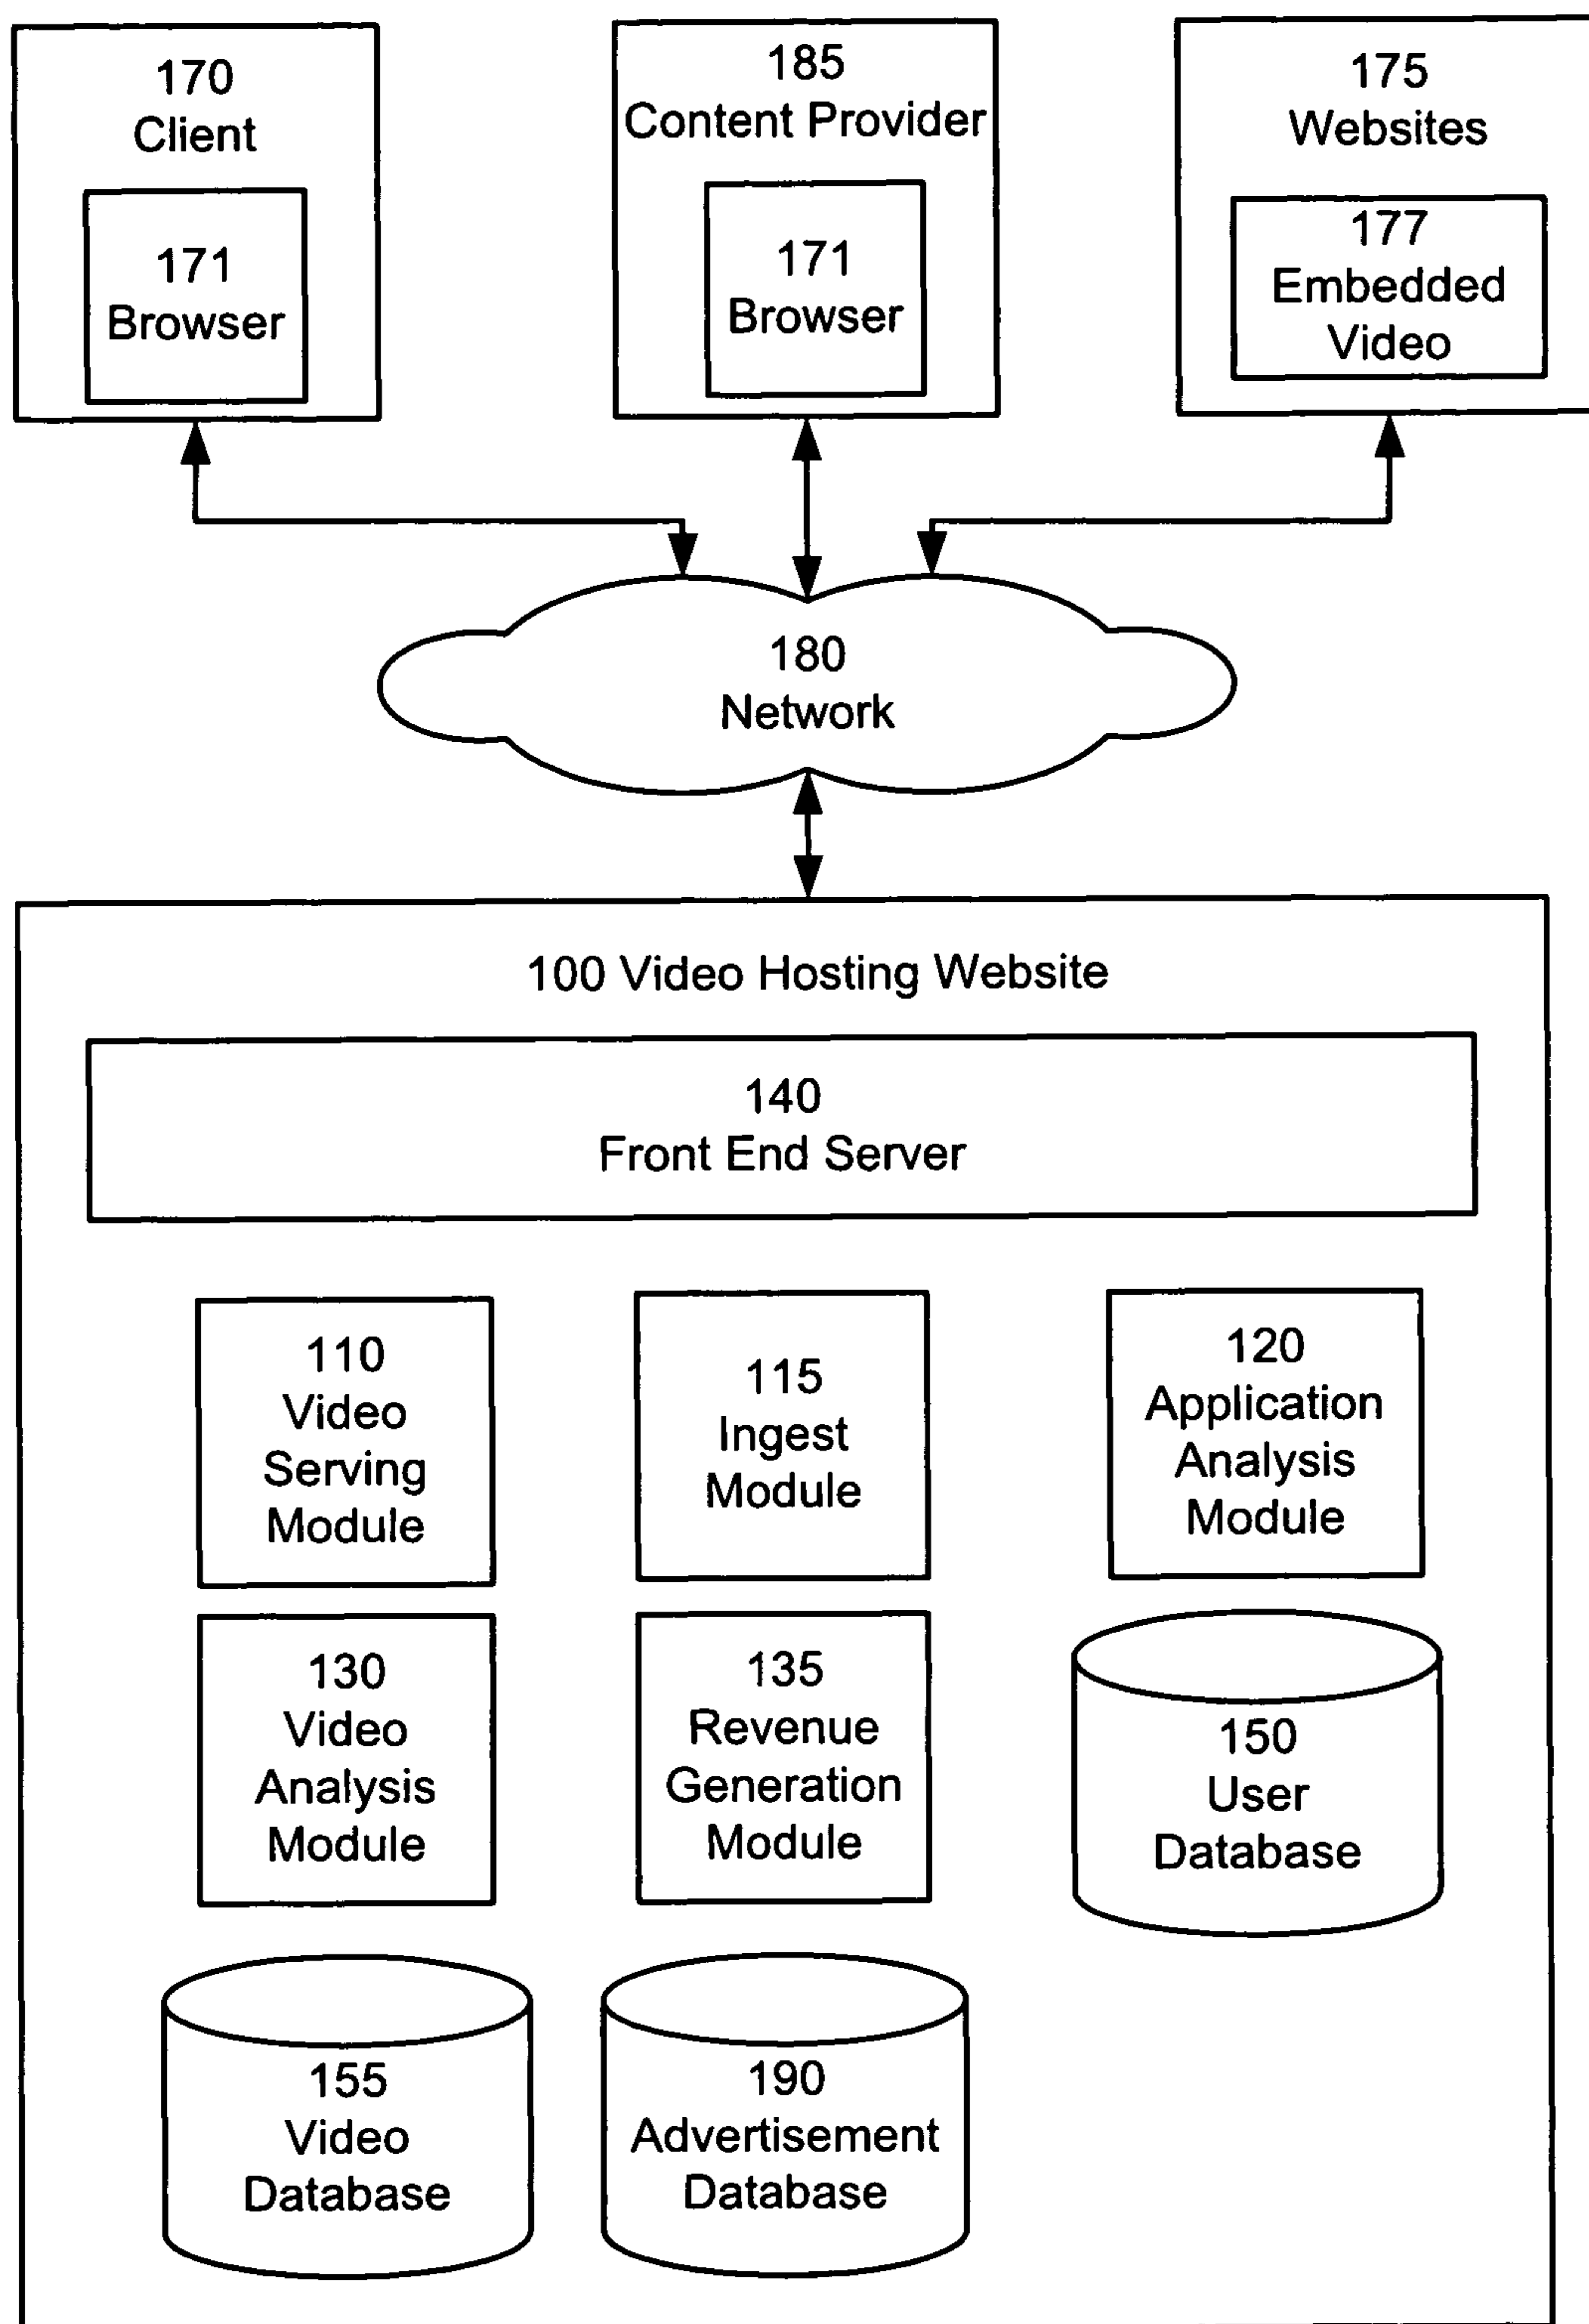 170
Client
171
Browser
185
Content Provider
171
Browser
175
Websites
177
Embedded
Video
180
Network
100 Video Hosting Website
140
Front End Server
110
Video
Serving
Module
115
Ingest
Module
120
Application
Analysis
Module
130
Video
Analysis
Module
135
Revenue
Generation
Module
150
User
Database
155
Video
Database
190
Advertisement
Database